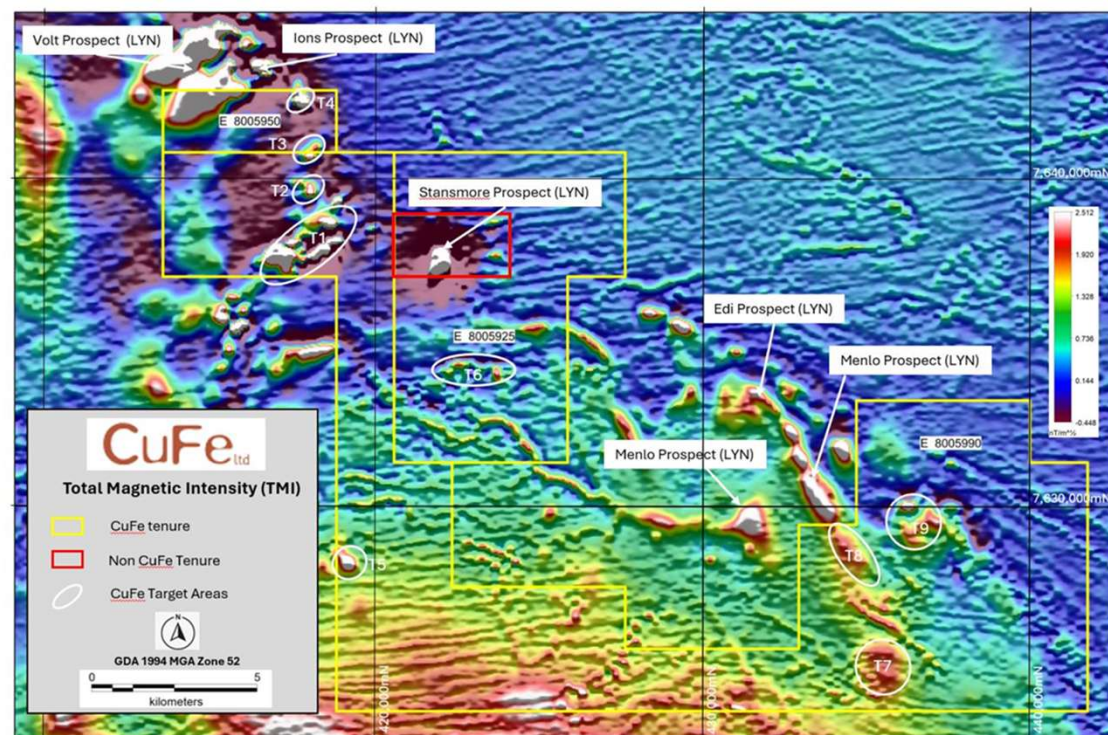 Volt Prospect (LYN)
Ions Prospect (LYN)
T4
E 8005950
T3
T2
Stansmore Prospect (LYN)
7,640,000mN
T1
2.512
1.920
1.328
0.736
0.144
-0.448
nT/m^%
Edi Prospect (LYN)
E 8005925
Menlo Prospect (LYN)
T6
E 8005990
Menlo Prospect (LYN)
7,630,000mN
T9
T8
T5
T7
CuFe ltd
Total Magnetic Intensity (TMI)
CuFe tenure
Non CuFe Tenure
CuFe Target Areas
N
GDA 1994 MGA Zone 52
0 5
kilometers
420,000mN
440,000mN